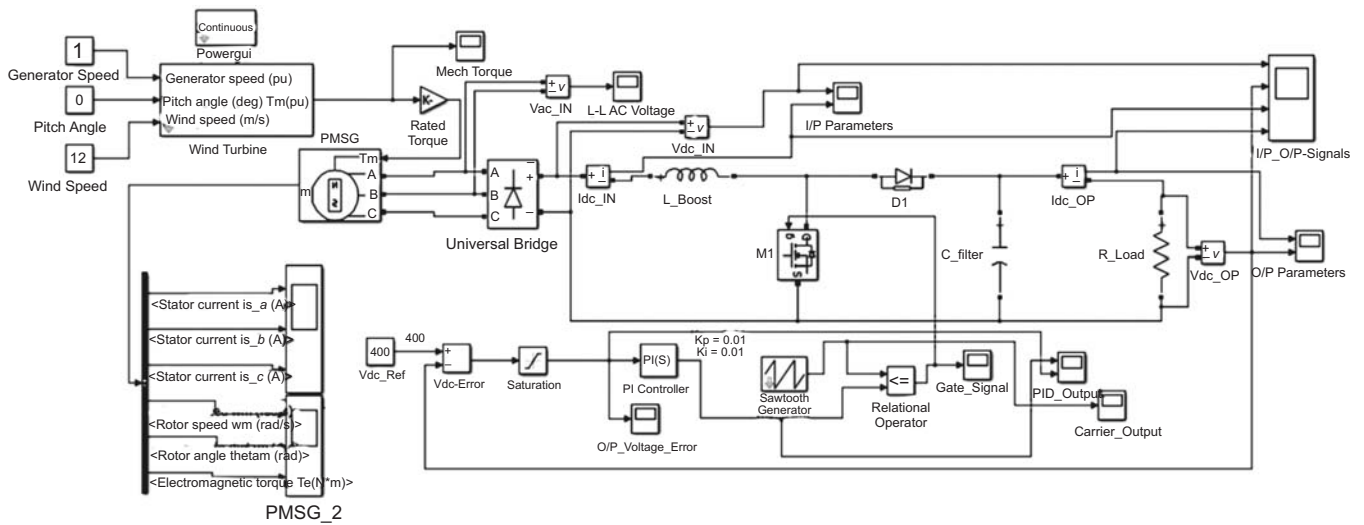 Continuous
Powergui
1
Generator Speed
0
Pitch Angle
12
Wind Speed
Generator speed (pu)
Pitch angle (deg) Tm(pu)
Wind speed (m/s)
Wind Turbine
Mech Torque
K-
Rated
Torque
+
-
v
Vac_IN
L-L AC Voltage
+
-
v
Vdc_IN
I/P Parameters
I/P_O/P-Signals
PMSG
Tm
m
A
B
C
N
A
B
C
+
-
Universal Bridge
+
-
i
Idc_IN
L_Boost
D1
+
-
i
Idc_OP
M1
D
G
S
+
C_filter
+
R_Load
+
-
v
Vdc_OP
O/P Parameters
<Stator current is_a (A)>
<Stator current is_b (A)>
<Stator current is_c (A)>
<Rotor speed wm (rad/s)>
<Rotor angle thetam (rad)>
<Electromagnetic torque Te(N*m)>
PMSG_2
400
400
Vdc_Ref
+
-
Vdc-Error
Saturation
Kp = 0.01
Ki = 0.01
PI(S)
PI Controller
O/P_Voltage_Error
Sawtooth
Generator
<=
Relational
Operator
Gate_Signal
PID_Output
Carrier_Output